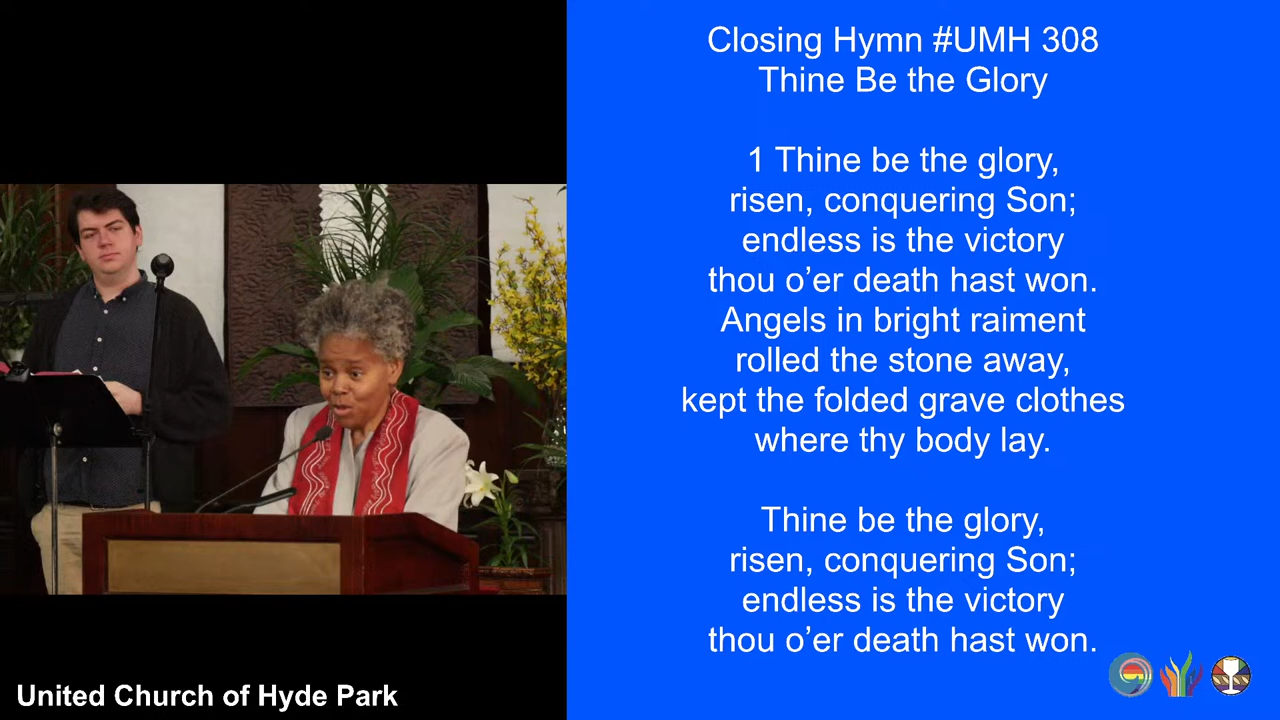 Closing Hymn #UMH 308
Thine Be the Glory
1 Thine be the glory,
risen, conquering Son;
endless is the victory
thou o’er death hast won.
Angels in bright raiment
rolled the stone away,
kept the folded grave clothes
where thy body lay.
Thine be the glory,
risen, conquering Son;
endless is the victory
thou o’er death hast won.
United Church of Hyde Park